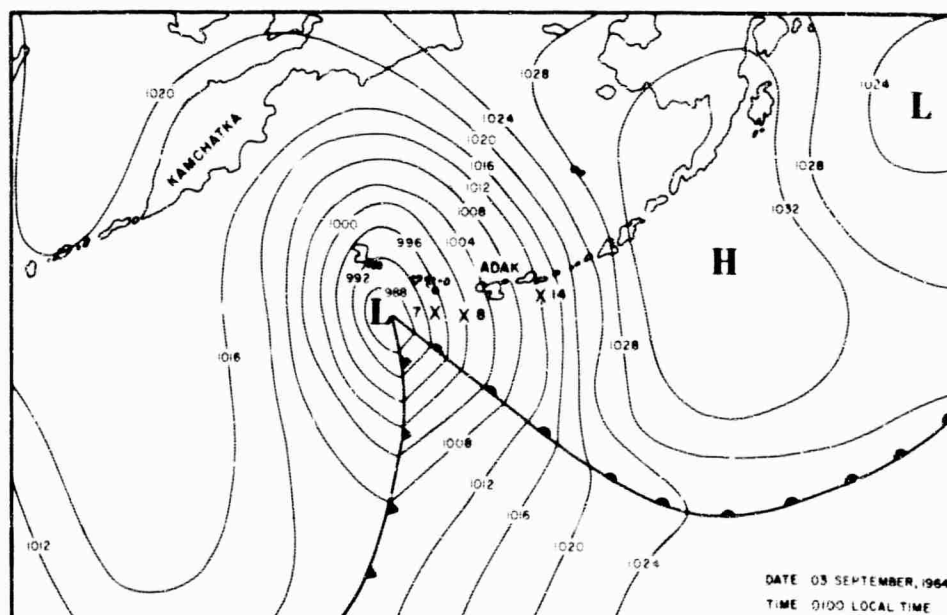 1020
1028
1024
L
KAMCHATKA
1024
1020
1016
1012
1008
1028
1032
1000
996
1004
ADAK
H
992
988
14
L
7 X
X 8
X
1016
1028
1008
1012
1016
1012
1020
1024
DATE 03 SEPTEMBER, 1964
TIME 0100 LOCAL TIME